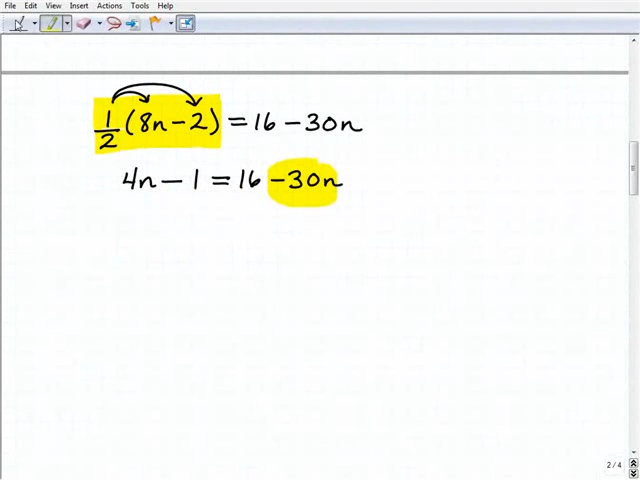 File Edit View Insert Actions Tools Help
1/2 (8n - 2) = 16 - 30n
4n - 1 = 16 - 30n
2 / 4